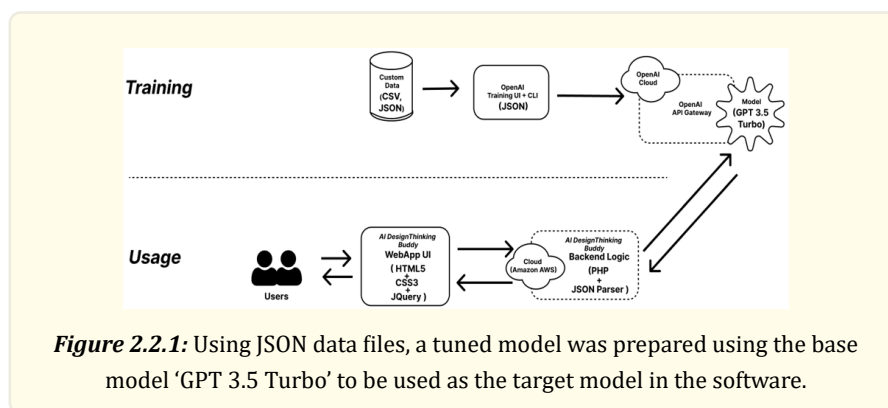 Training
Custom
Data
(CSV,
JSON)
OpenAI
Training UI + CLI
(JSON)
OpenAI
Cloud
OpenAI
API Gateway
Model
(GPT 3.5
Turbo)
Usage
Users
AI DesignThinking
Buddy
WebApp UI
( HTML5
+
CSS3
+
JQuery )
Cloud
(Amazon AWS)
AI DesignThinking
Buddy
Backend Logic
(PHP
+
JSON Parser )
Figure 2.2.1: Using JSON data files, a tuned model was prepared using the base
model ‘GPT 3.5 Turbo’ to be used as the target model in the software.